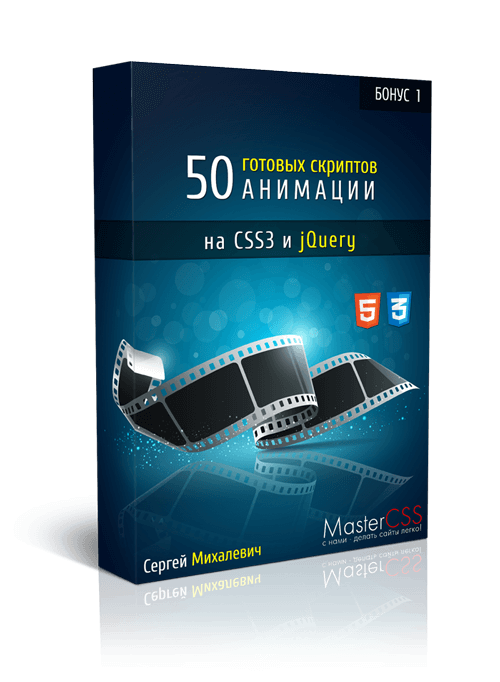 БОНУС 1
50 готовых скриптов
АНИМАЦИИ
на CSS3 и jQuery
5 3
MasterCSS
с нами - делать сайты легко!
Сергей Михалевич